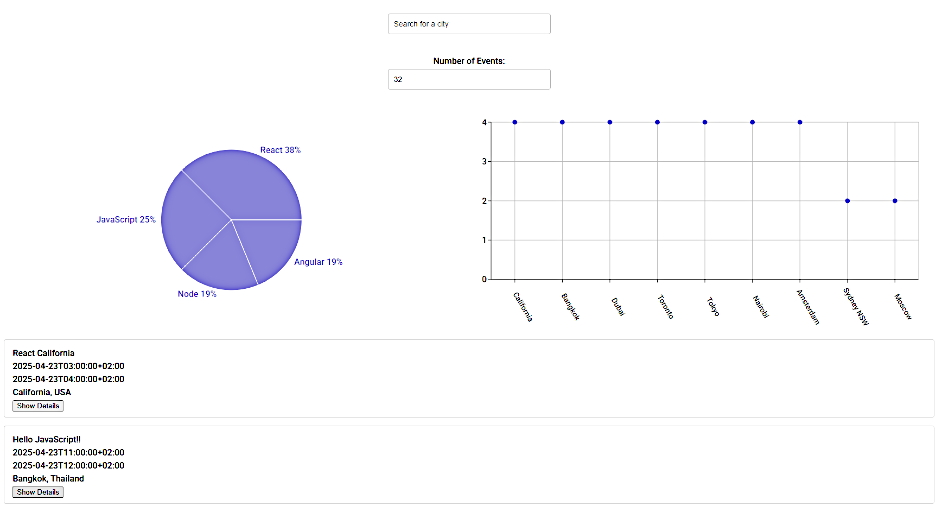 Search for a city
Number of Events:
32
React 38%
JavaScript 25%
Node 19%
Angular 19%
4
3
2
1
0
California
Bangkok
Dubai
Toronto
Tokyo
Nairobi
Amsterdam
Sydney NSW
Moscow
React California
2025-04-23T03:00:00+02:00
2025-04-23T04:00:00+02:00
California, USA
Show Details
Hello JavaScript!!
2025-04-23T11:00:00+02:00
2025-04-23T12:00:00+02:00
Bangkok, Thailand
Show Details